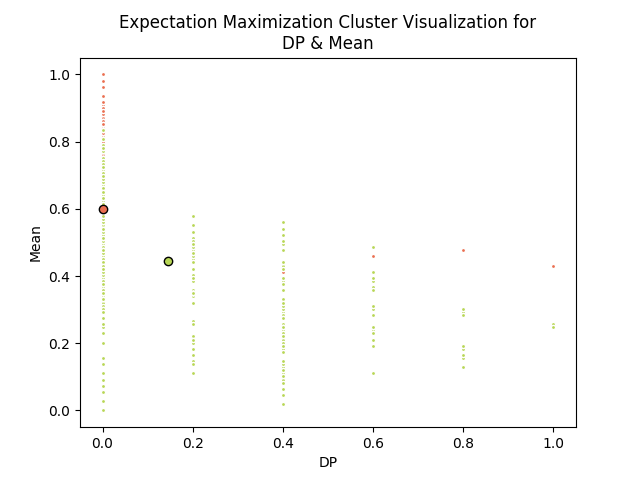 Expectation Maximization Cluster Visualization for
DP & Mean
1.0
0.8
0.6
0.4
0.2
0.0
Mean
0.0 0.2 0.4 0.6 0.8 1.0
DP